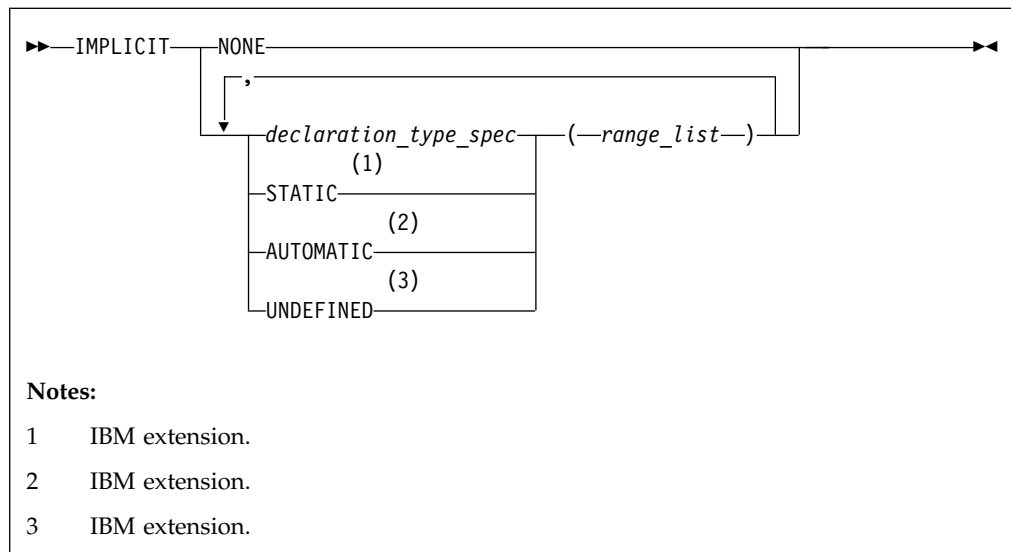 IMPLICIT NONE
,
declaration_type_spec ( range_list )
(1)
STATIC
(2)
AUTOMATIC
(3)
UNDEFINED
Notes:
1 IBM extension.
2 IBM extension.
3 IBM extension.